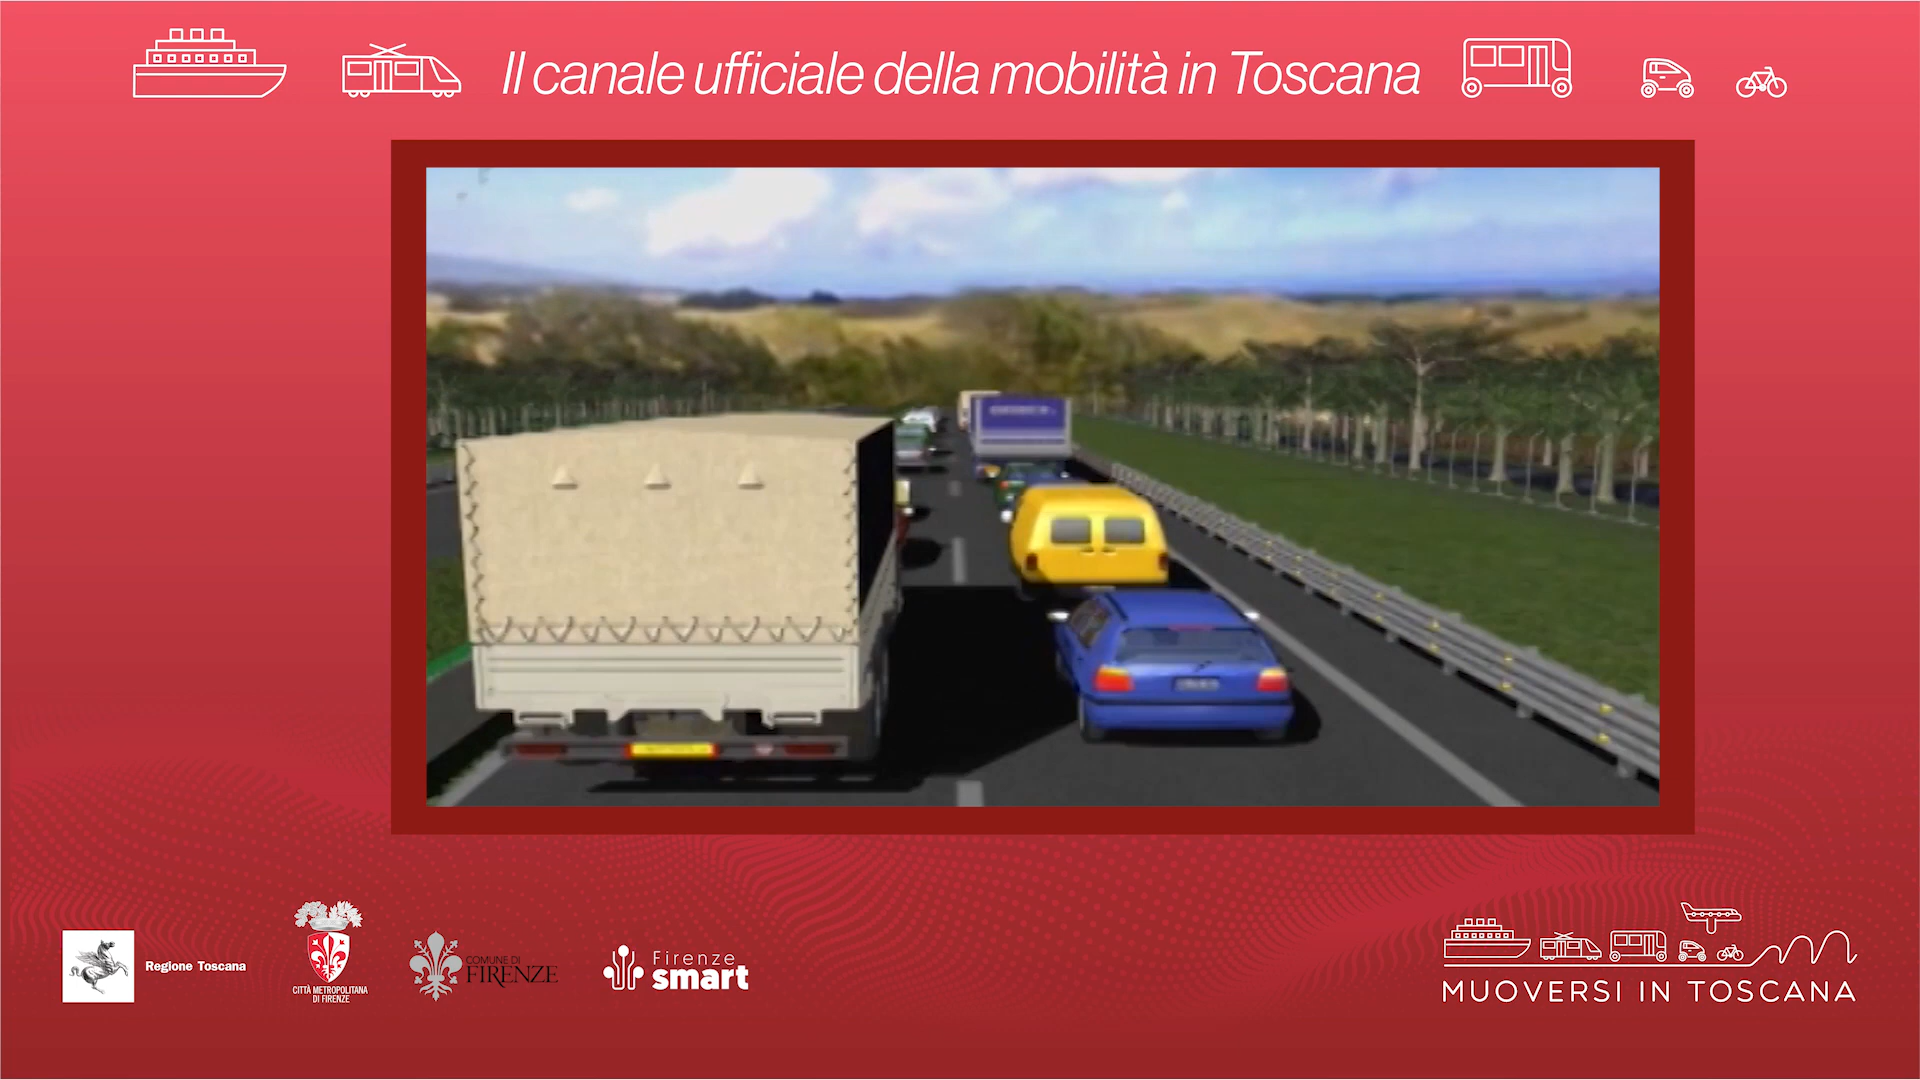 Il canale ufficiale della mobilità in Toscana
Regione Toscana
CITTÀ METROPOLITANA
DI FIRENZE
COMUNE DI
FIRENZE
Firenze
smart
MUOVERSI IN TOSCANA